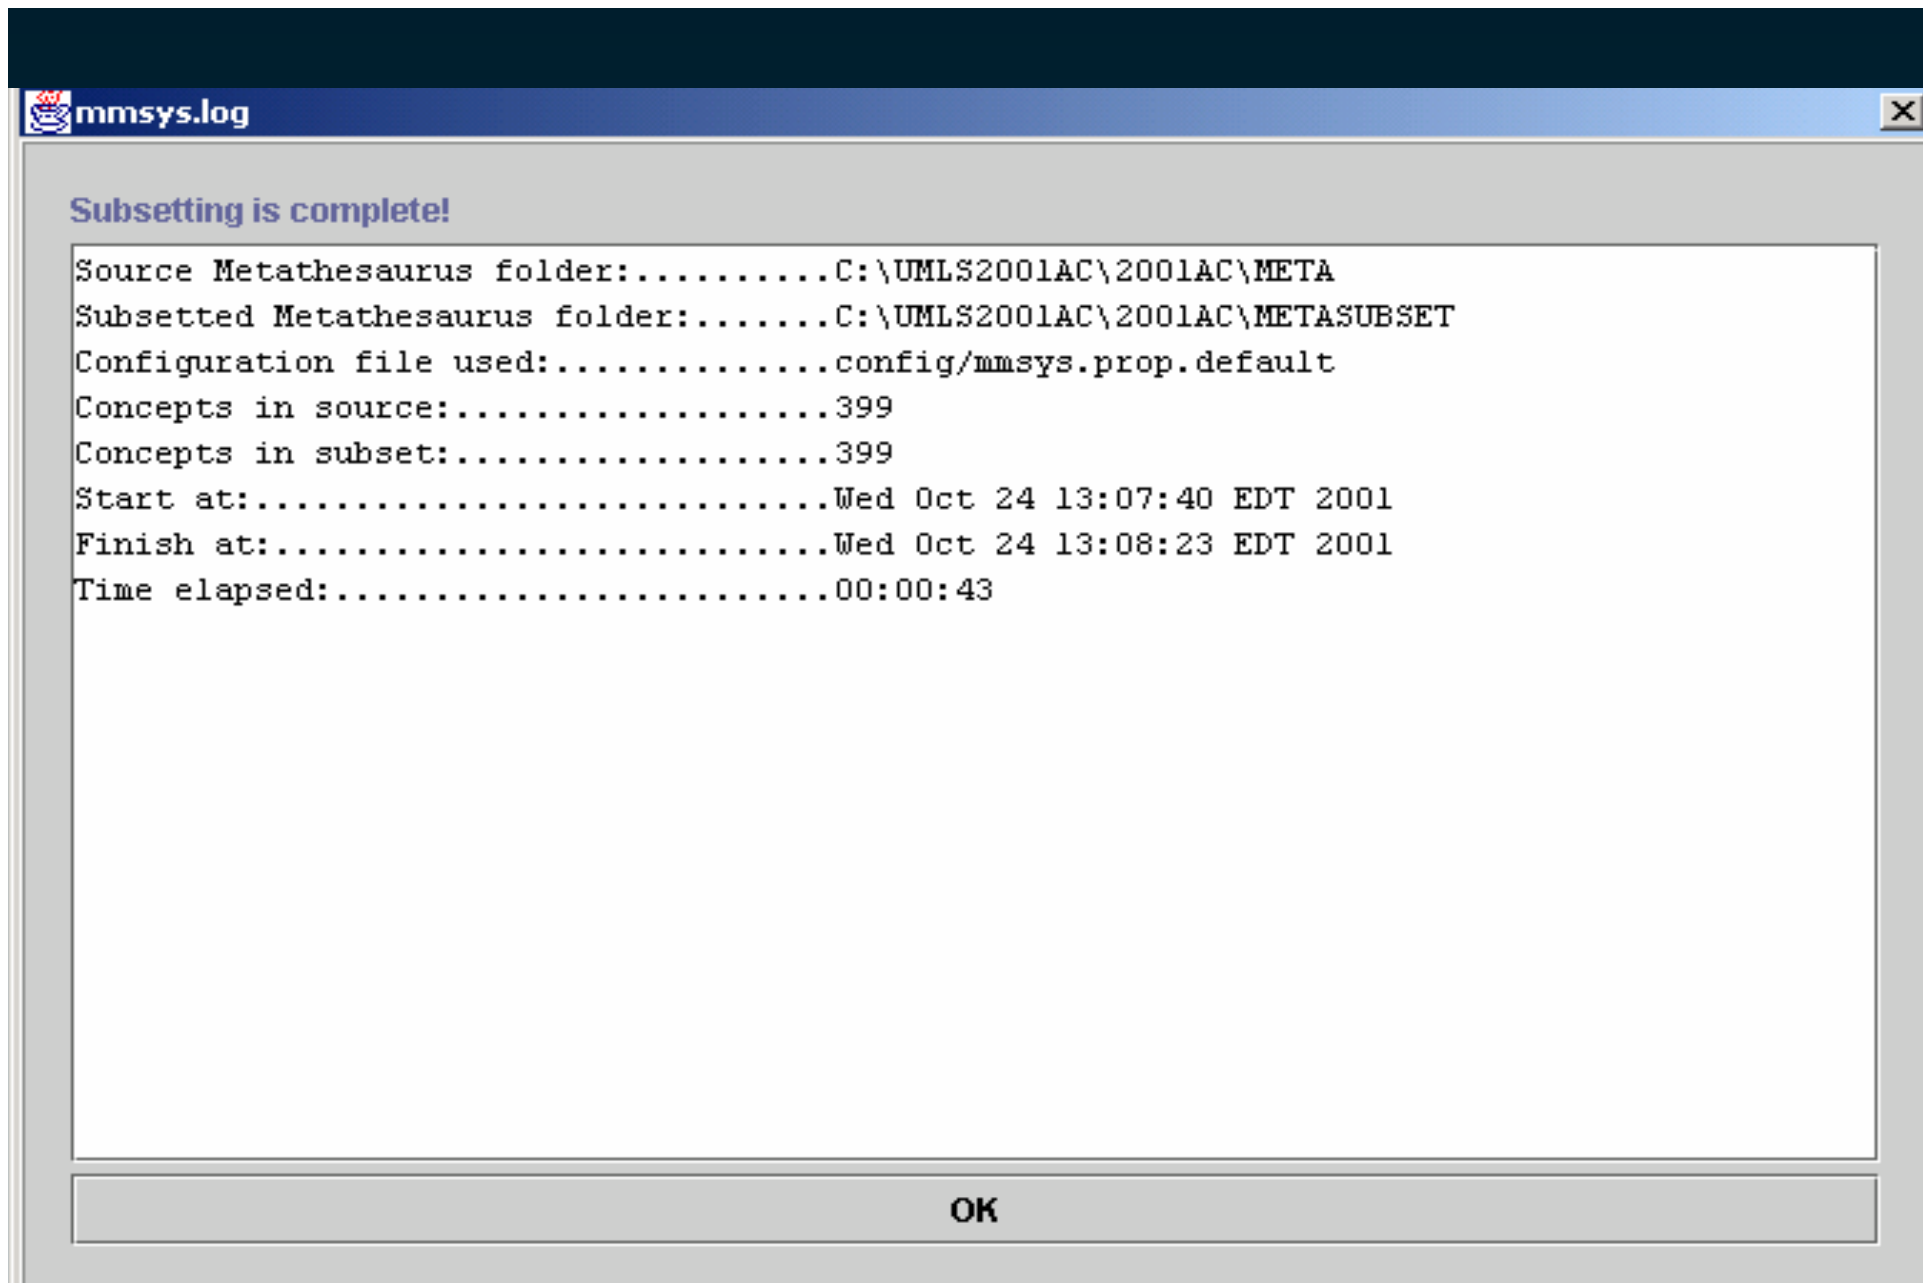 mmsys.log
Subsetting is complete!
Source Metathesaurus folder:..........C:\UMLS2001AC\2001AC\META
Subsetted Metathesaurus folder:.......C:\UMLS2001AC\2001AC\METASUBSET
Configuration file used:..............config/mmsys.prop.default
Concepts in source:...................399
Concepts in subset:...................399
Start at:.............................Wed Oct 24 13:07:40 EDT 2001
Finish at:............................Wed Oct 24 13:08:23 EDT 2001
Time elapsed:.........................00:00:43
OK